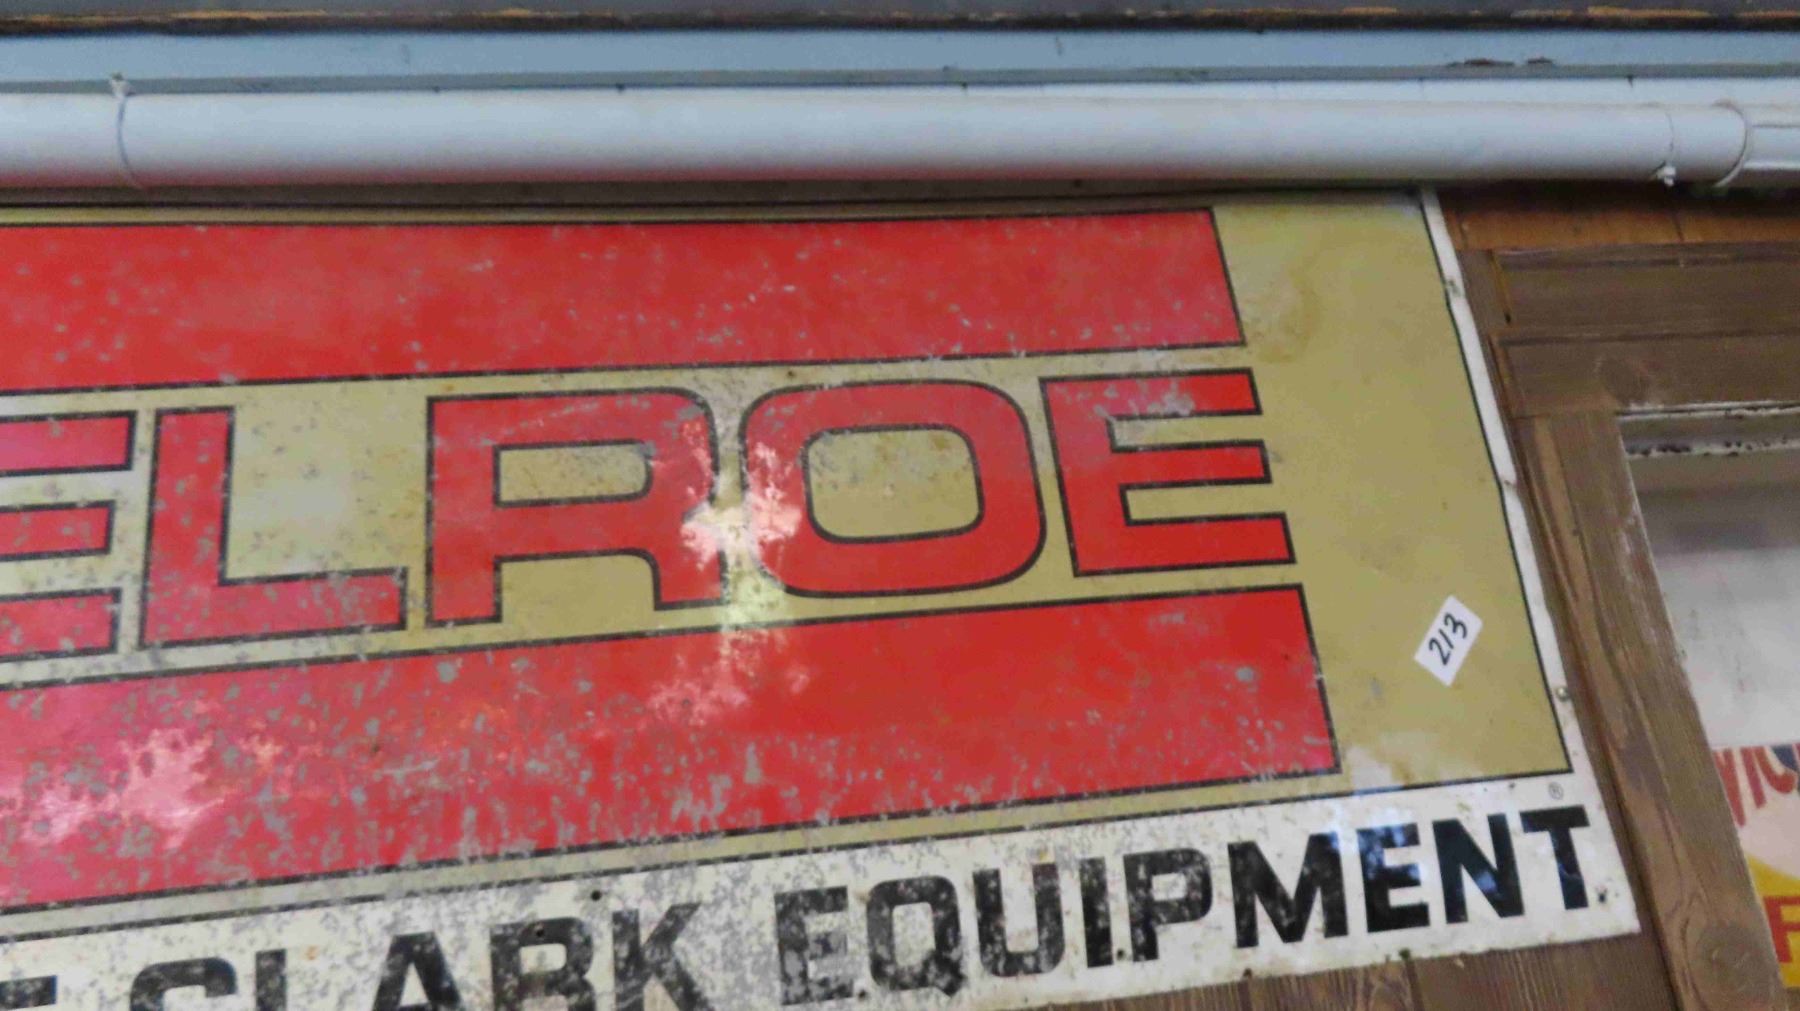 ELROE
213
CLARK EQUIPMENT®